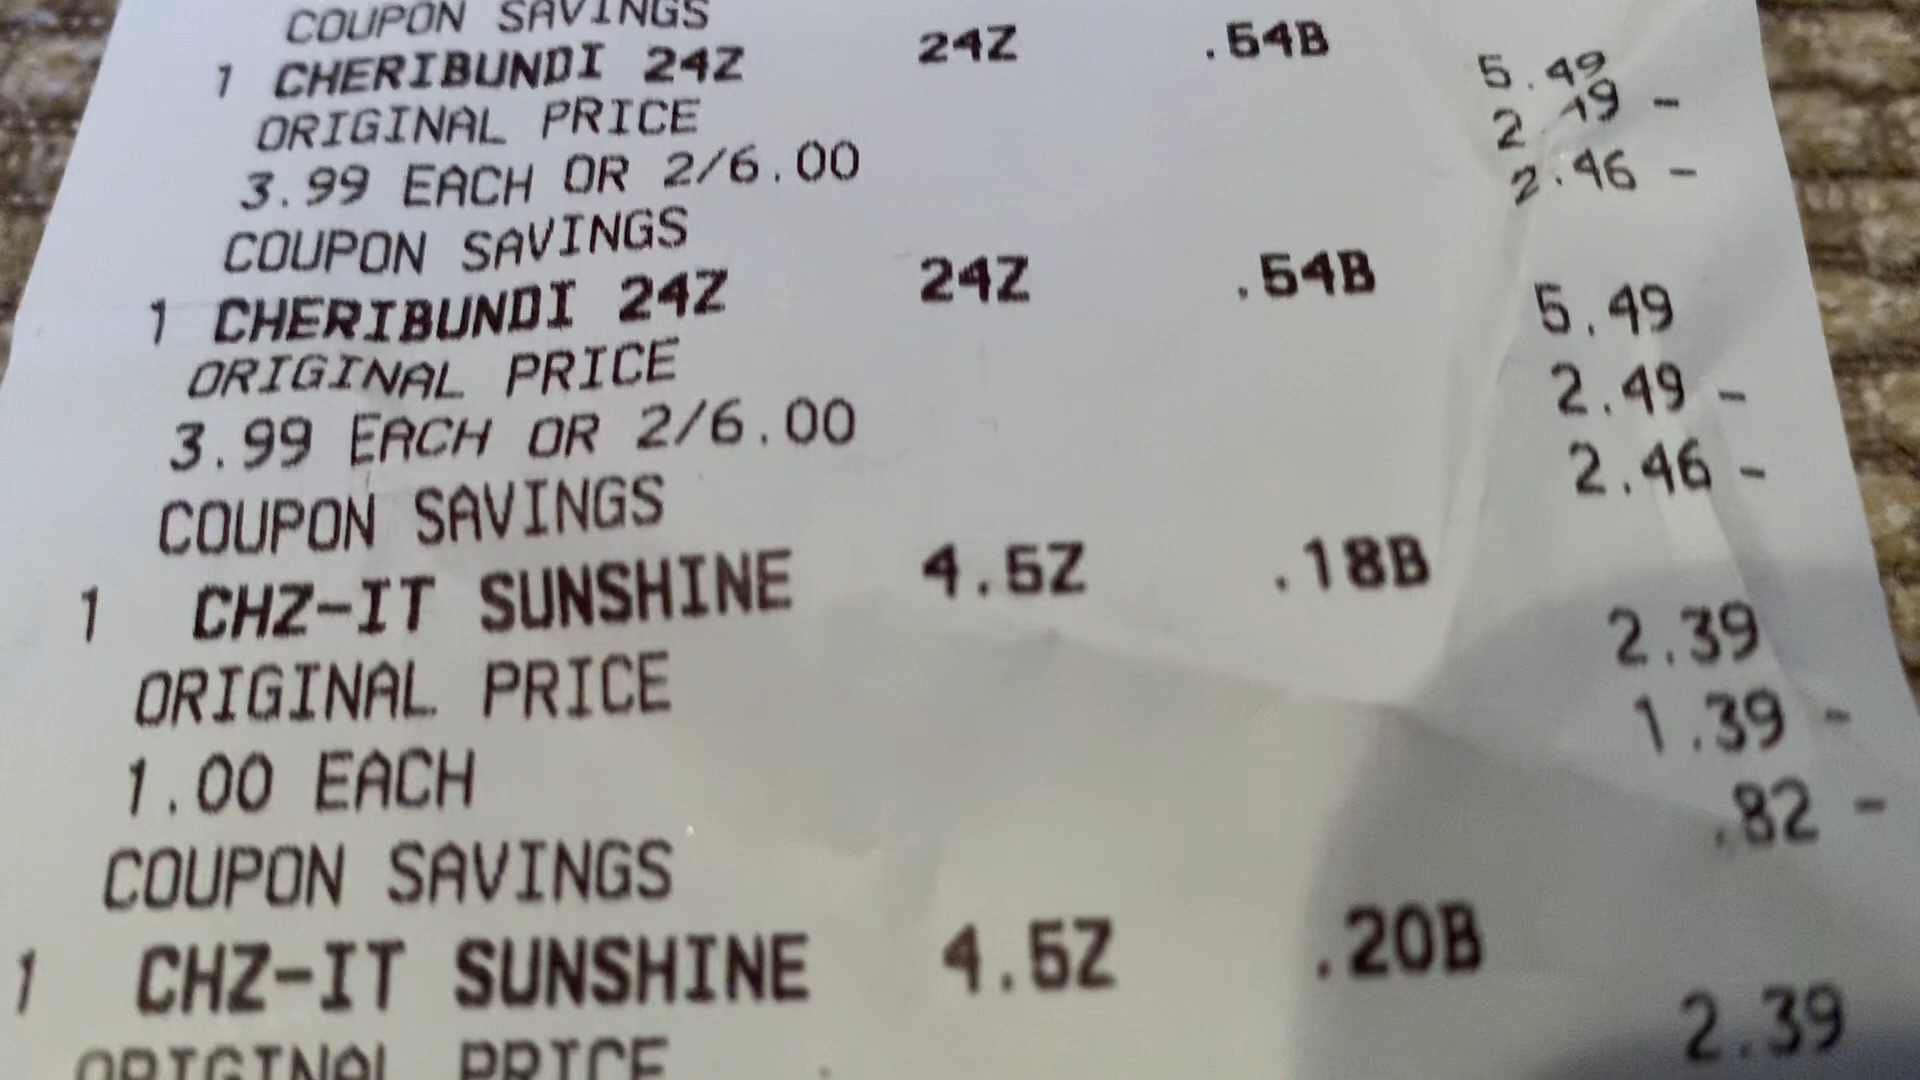 COUPON SAVINGS
1 CHERIBUNDI 24Z 24Z .54B
ORIGINAL PRICE 5.49
3.99 EACH OR 2/6.00 2.49 -
COUPON SAVINGS 2.46 -
1 CHERIBUNDI 24Z 24Z .54B
ORIGINAL PRICE 5.49
3.99 EACH OR 2/6.00 2.49 -
COUPON SAVINGS 2.46 -
1 CHZ-IT SUNSHINE 4.5Z .18B
ORIGINAL PRICE 2.39
1.00 EACH 1.39 -
COUPON SAVINGS .82 -
1 CHZ-IT SUNSHINE 4.5Z .20B
ORIGINAL PRICE 2.39